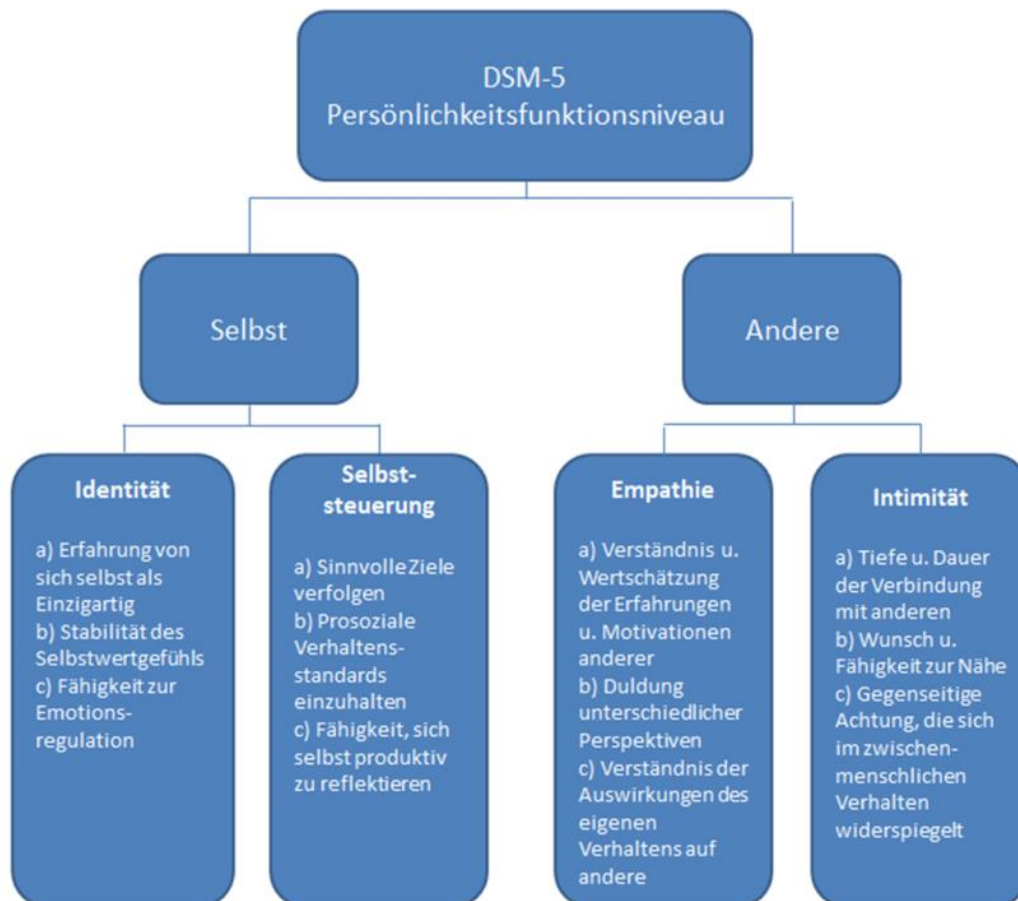 DSM-5
Persönlichkeitsfunktionsniveau
Selbst
Andere
Identität
a) Erfahrung von
sich selbst als
Einzigartig
b) Stabilität des
Selbstwertgefühls
c) Fähigkeit zur
Emotions-
regulation
Selbst-
steuerung
a) Sinnvolle Ziele
verfolgen
b) Prosoziale
Verhaltens-
standards
einzuhalten
c) Fähigkeit, sich
selbst produktiv
zu reflektieren
Empathie
a) Verständnis u.
Wertschätzung
der Erfahrungen
u. Motivationen
anderer
b) Duldung
unterschiedlicher
Perspektiven
c) Verständnis der
Auswirkungen des
eigenen
Verhaltens auf
andere
Intimität
a) Tiefe u. Dauer
der Verbindung
mit anderen
b) Wunsch u.
Fähigkeit zur Nähe
c) Gegenseitige
Achtung, die sich
im zwischen-
menschlichen
Verhalten
widerspiegelt